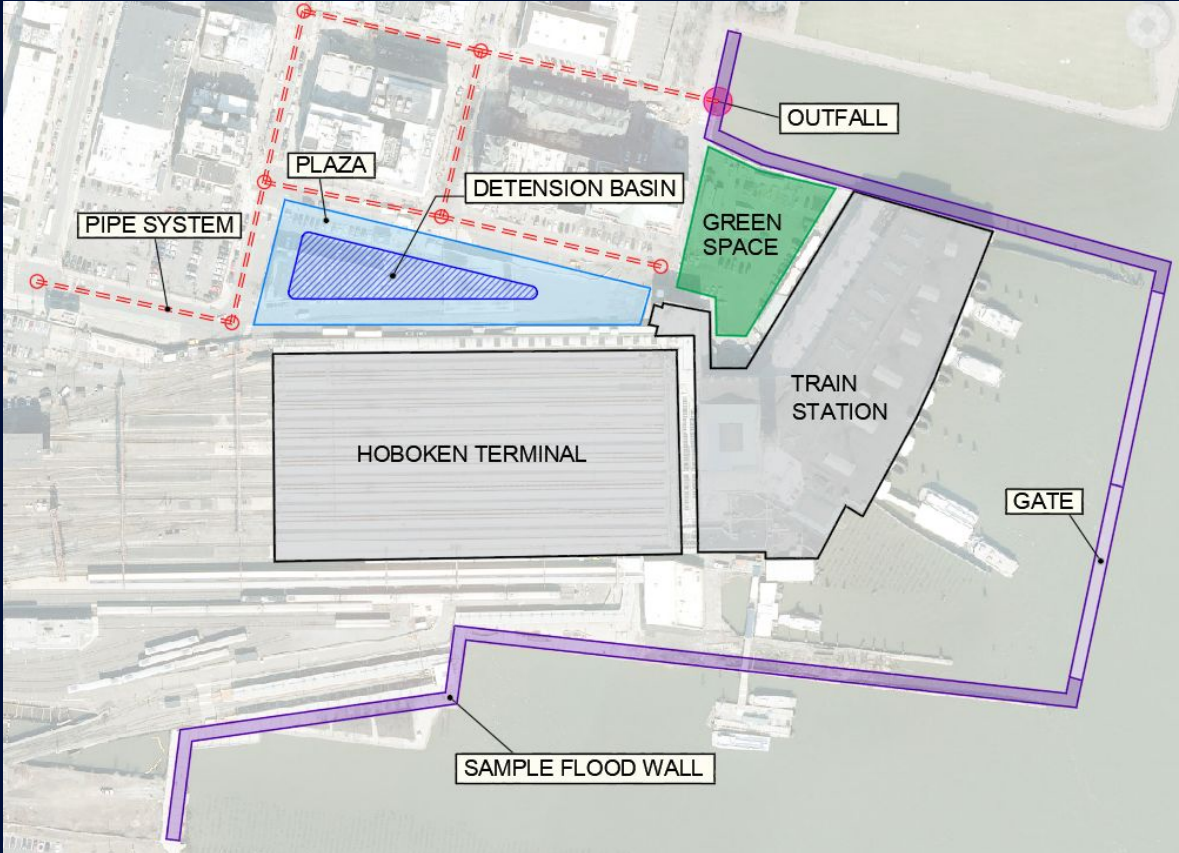 OUTFALL
PLAZA
DETENSION BASIN
PIPE SYSTEM
GREEN
SPACE
TRAIN
STATION
HOBOKEN TERMINAL
GATE
SAMPLE FLOOD WALL